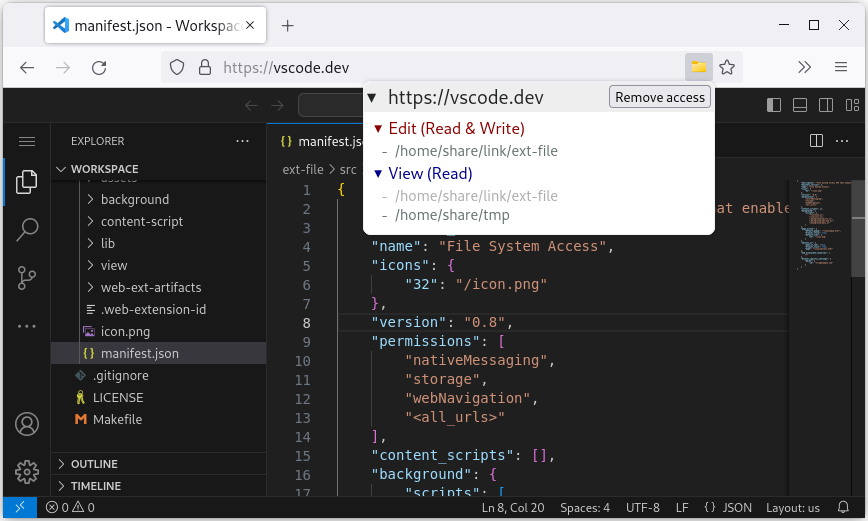 manifest.json - Workspac
https://vscode.dev
https://vscode.dev
Remove access
Edit (Read & Write)
- /home/share/link/ext-file
View (Read)
- /home/share/link/ext-file
- /home/share/tmp
EXPLORER
WORKSPACE
assets
background
content-script
lib
view
web-ext-artifacts
.web-extension-id
icon.png
{} manifest.json
.gitignore
LICENSE
Makefile
OUTLINE
TIMELINE
{} manifest.js
ext-file > src
1 {
2 at enable
3
4 "name": "File System Access",
5 "icons": {
6 "32": "/icon.png"
7 },
8 "version": "0.8",
9 "permissions": [
10 "nativeMessaging",
11 "storage",
12 "webNavigation",
13 "<all_urls>"
14 ],
15 "content_scripts": [],
16 "background": {
17 "scripts": [
0 0 Ln 8, Col 20 Spaces: 4 UTF-8 LF {} JSON Layout: us